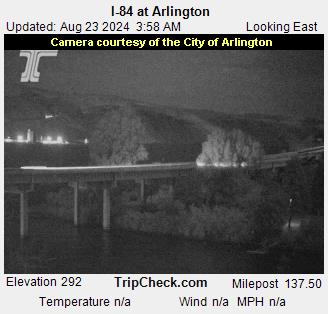 I-84 at Arlington
Updated: Aug 23 2024 3:58 AM Looking East
Camera courtesy of the City of Arlington
Elevation 292 TripCheck.com Milepost 137.50
Temperature n/a Wind n/a MPH n/a